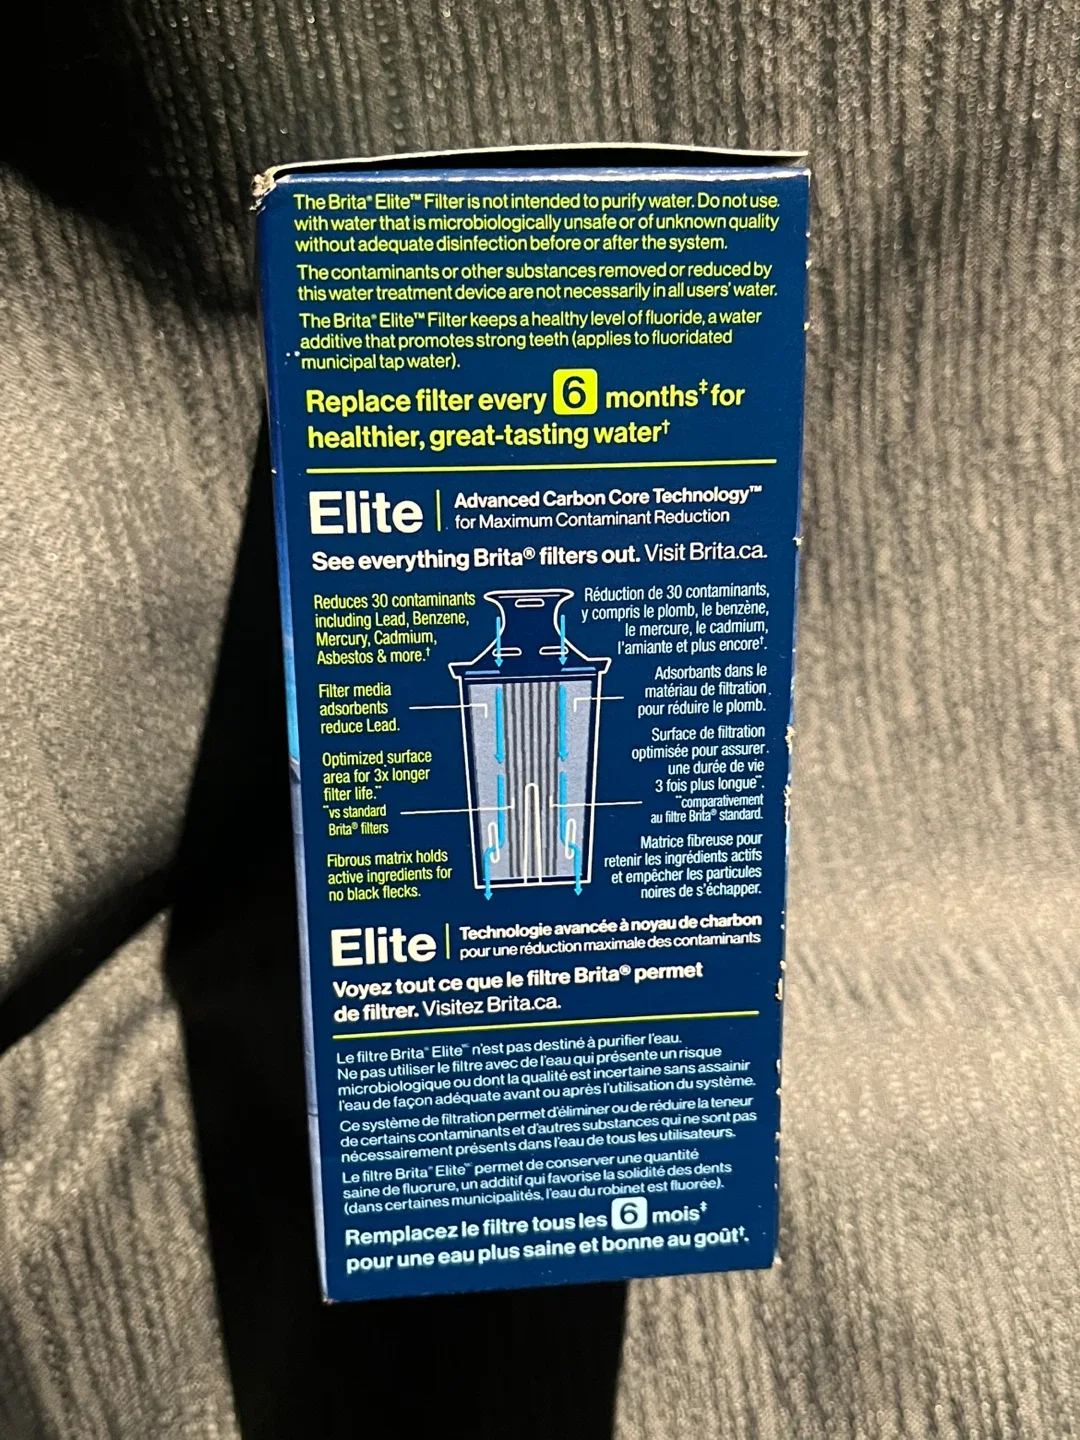 The Brita® Elite™ Filter is not intended to purify water. Do not use.
with water that is microbiologically unsafe or of unknown quality
without adequate disinfection before or after the system.
The contaminants or other substances removed or reduced by
this water treatment device are not necessarily in all users' water.
The Brita® Elite™ Filter keeps a healthy level of fluoride, a water
additive that promotes strong teeth (applies to fluoridated
municipal tap water).
Replace filter every 6 months‡ for
healthier, great-tasting water†
Elite | Advanced Carbon Core Technology™
for Maximum Contaminant Reduction
See everything Brita® filters out. Visit Brita.ca.
Reduces 30 contaminants
including Lead, Benzene,
Mercury, Cadmium,
Asbestos & more.†
Filter media
adsorbents
reduce Lead.
Optimized surface
area for 3x longer
filter life.**
**vs standard
Brita® filters
Fibrous matrix holds
active ingredients for
no black flecks.
Réduction de 30 contaminants,
y compris le plomb, le benzène,
le mercure, le cadmium,
l'amiante et plus encore†.
Adsorbants dans le
matériau de filtration
pour réduire le plomb.
Surface de filtration
optimisée pour assurer
une durée de vie
3 fois plus longue**.
**comparativement
au filtre Brita® standard.
Matrice fibreuse pour
retenir les ingrédients actifs
et empêcher les particules
noires de s'échapper.
Elite | Technologie avancée à noyau de charbon
pour une réduction maximale des contaminants
Voyez tout ce que le filtre Brita® permet
de filtrer. Visitez Brita.ca.
Le filtre Brita® Elite™ n'est pas destiné à purifier l'eau.
Ne pas utiliser le filtre avec de l'eau qui présente un risque
microbiologique ou dont la qualité est incertaine sans assainir
l'eau de façon adéquate avant ou après l'utilisation du système.
Ce système de filtration permet d'éliminer ou de réduire la teneur
de certains contaminants et d'autres substances qui ne sont pas
nécessairement présents dans l'eau de tous les utilisateurs.
Le filtre Brita® Elite™ permet de conserver une quantité
saine de fluorure, un additif qui favorise la solidité des dents
(dans certaines municipalités, l'eau du robinet est fluorée).
Remplacez le filtre tous les 6 mois‡
pour une eau plus saine et bonne au goût†.